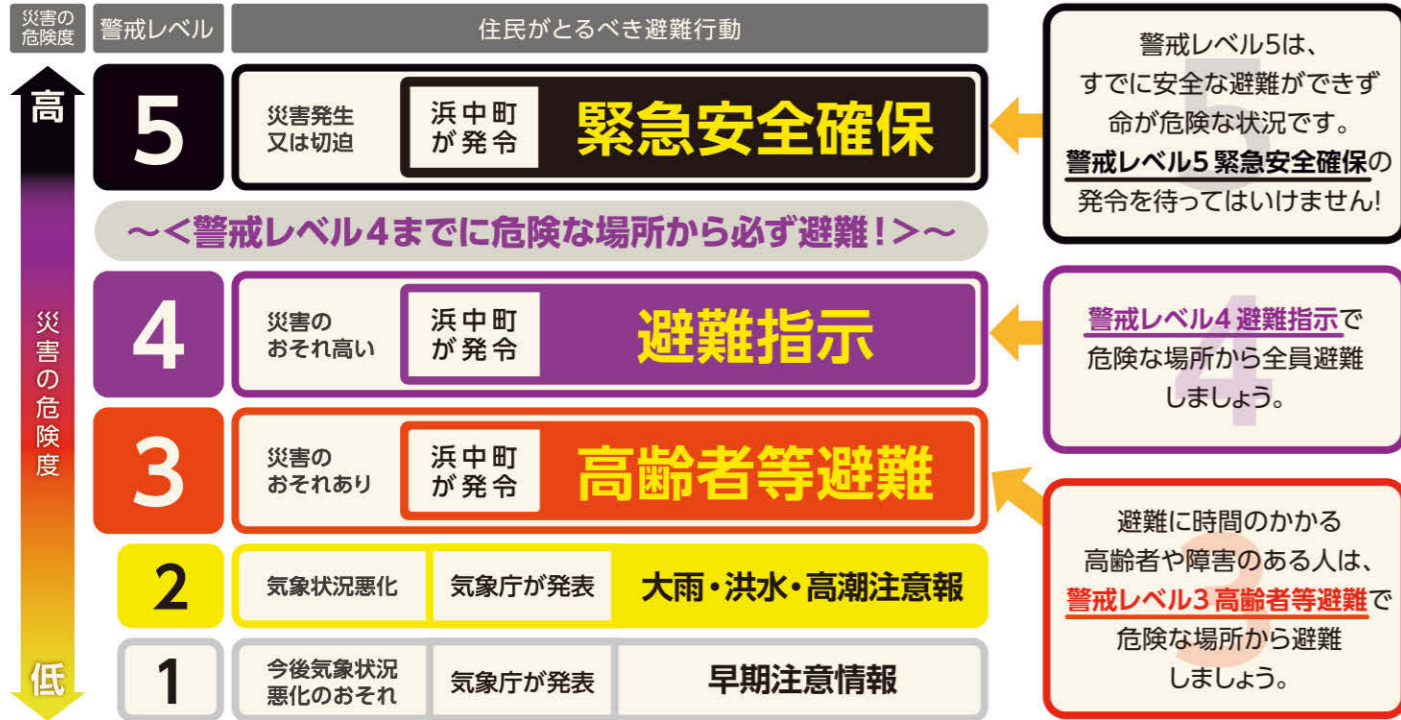 災害の
危険度
警戒レベル
住民がとるべき避難行動
高
災害の危険度
低
5
災害発生
又は切迫
浜中町
が発令
緊急安全確保
～<警戒レベル4までに危険な場所から必ず避難!>～
4
災害の
おそれ高い
浜中町
が発令
避難指示
3
災害の
おそれあり
浜中町
が発令
高齢者等避難
2
気象状況悪化
気象庁が発表
大雨・洪水・高潮注意報
1
今後気象状況
悪化のおそれ
気象庁が発表
早期注意情報
5
警戒レベル5は、
すでに安全な避難ができず
命が危険な状況です。
警戒レベル5 緊急安全確保の
発令を待ってはいけません!
4
警戒レベル4 避難指示で
危険な場所から全員避難
しましょう。
3
避難に時間のかかる
高齢者や障害のある人は、
警戒レベル3 高齢者等避難で
危険な場所から避難
しましょう。